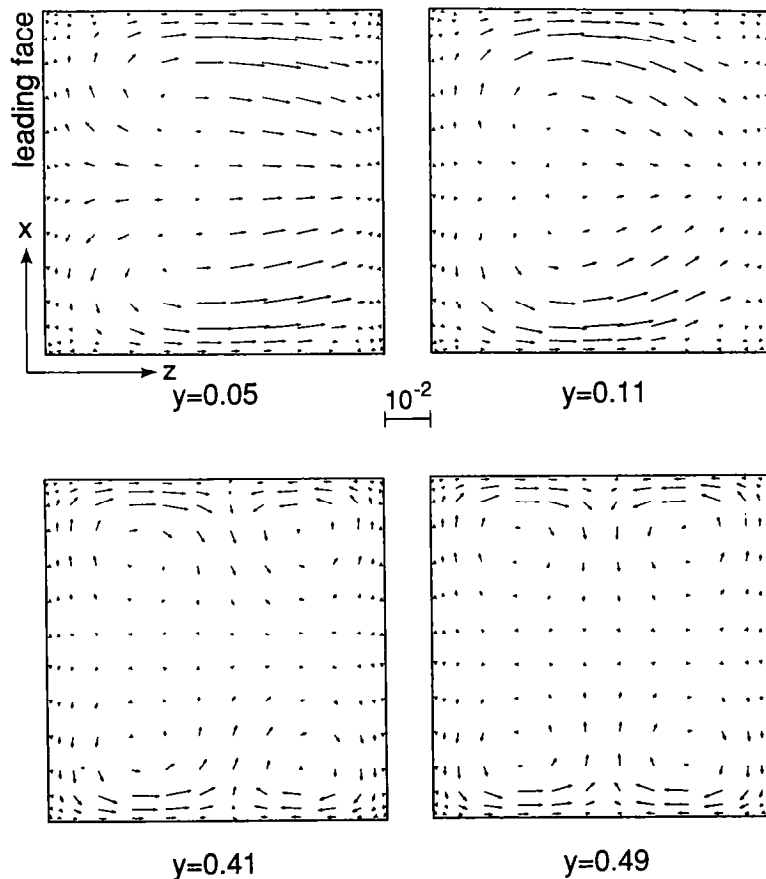 leading face
x
z
y=0.05
10⁻²
y=0.11
y=0.41
y=0.49